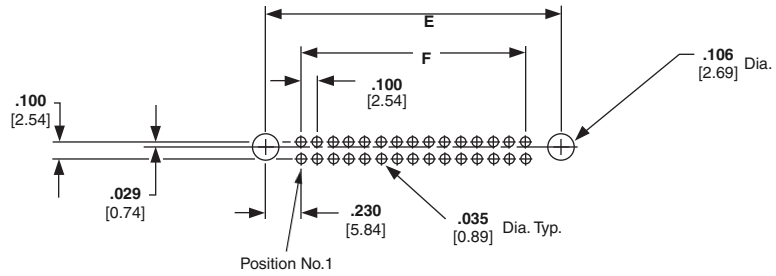 E
F
.106
[2.69] Dia.
.100
[2.54]
.100
[2.54]
.029
[0.74]
.230
[5.84]
.035
[0.89] Dia. Typ.
Position No.1